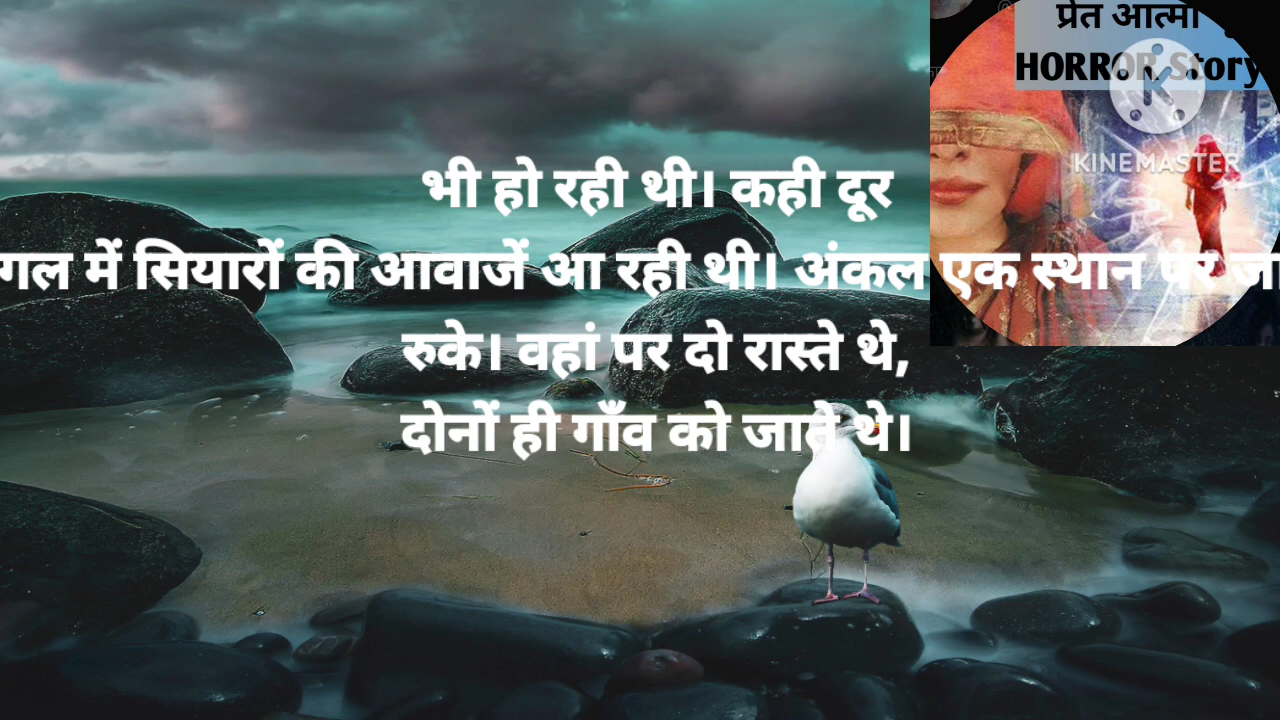 प्रेत आत्मा
HORROR Story
KINEMASTER
भी हो रही थी। कही दूर
गल में सियारों की आवाजें आ रही थी। अंकल एक स्थान पर जा
रुके। वहां पर दो रास्ते थे,
दोनों ही गाँव को जाते थे।